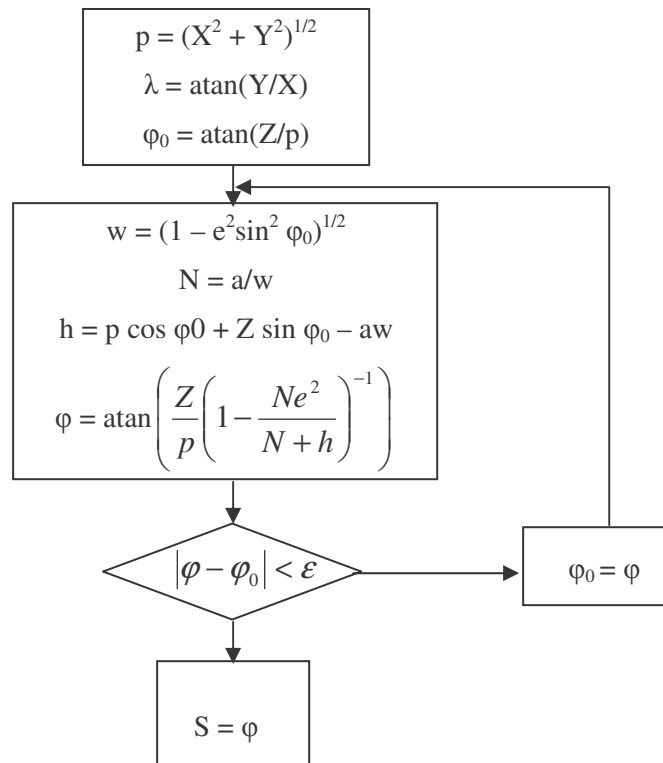 p = (X² + Y²)^1/2
λ = atan(Y/X)
φ₀ = atan(Z/p)
w = (1 – e²sin² φ₀)^1/2
N = a/w
h = p cos φ0 + Z sin φ₀ – aw
φ = atan(Z/p(1 − Ne²/(N + h))⁻¹)
|φ − φ₀| < ε
φ₀ = φ
S = φ